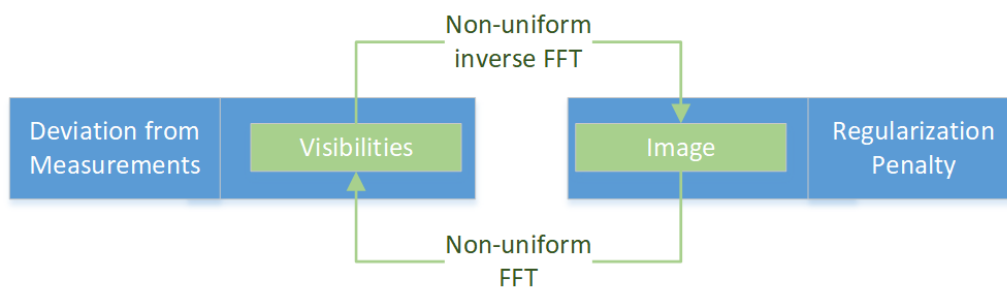 Non-uniform
inverse FFT
Deviation from
Measurements
Visibilities
Image
Regularization
Penalty
Non-uniform
FFT